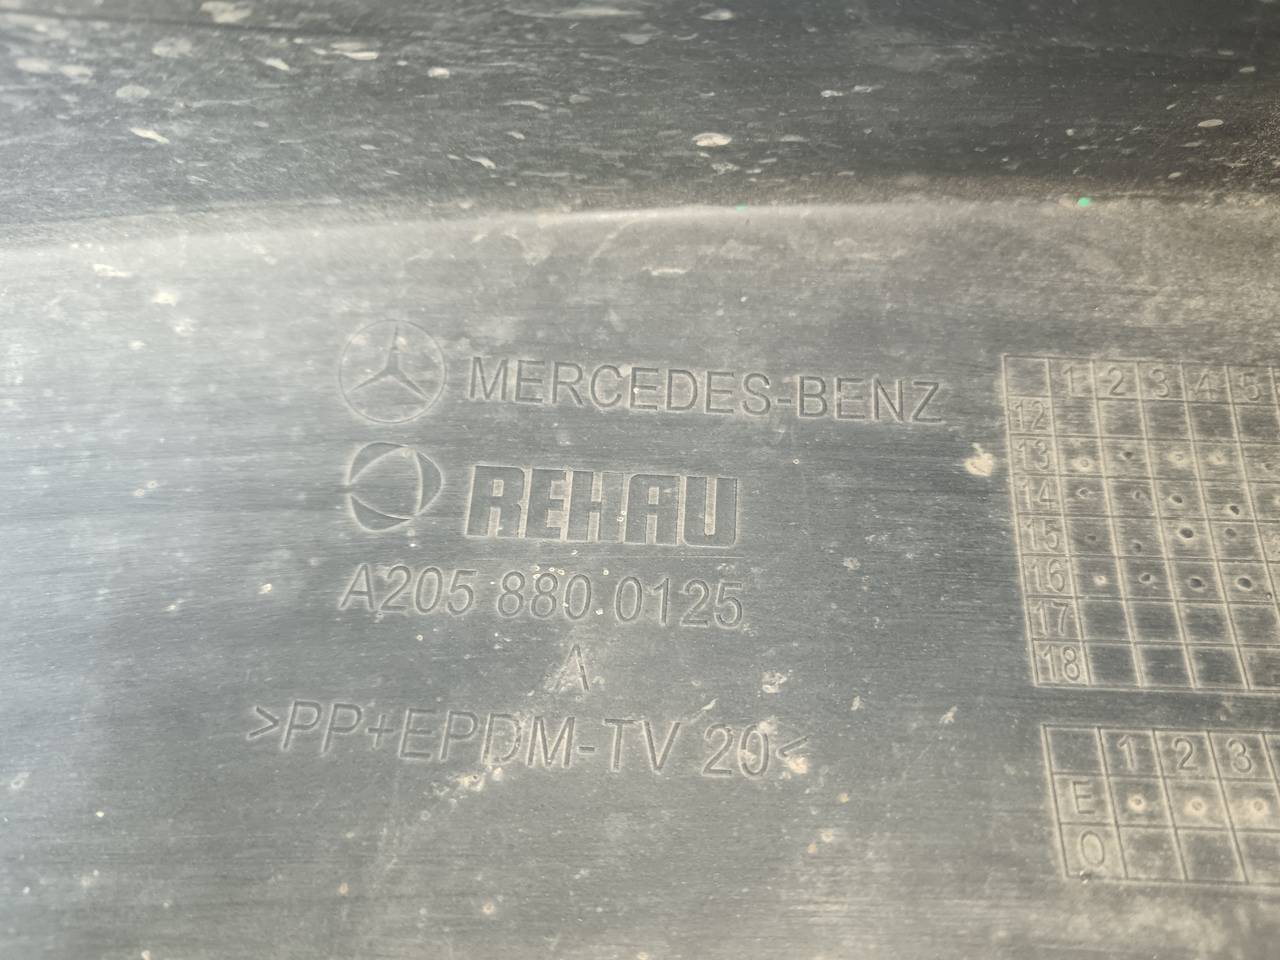 MERCEDES-BENZ
REHAU
A205 880 0125
A
>PP+EPDM-TV 20<
1 2 3 4 5
12
13
14
15
16
17
18
1 2 3
E
O